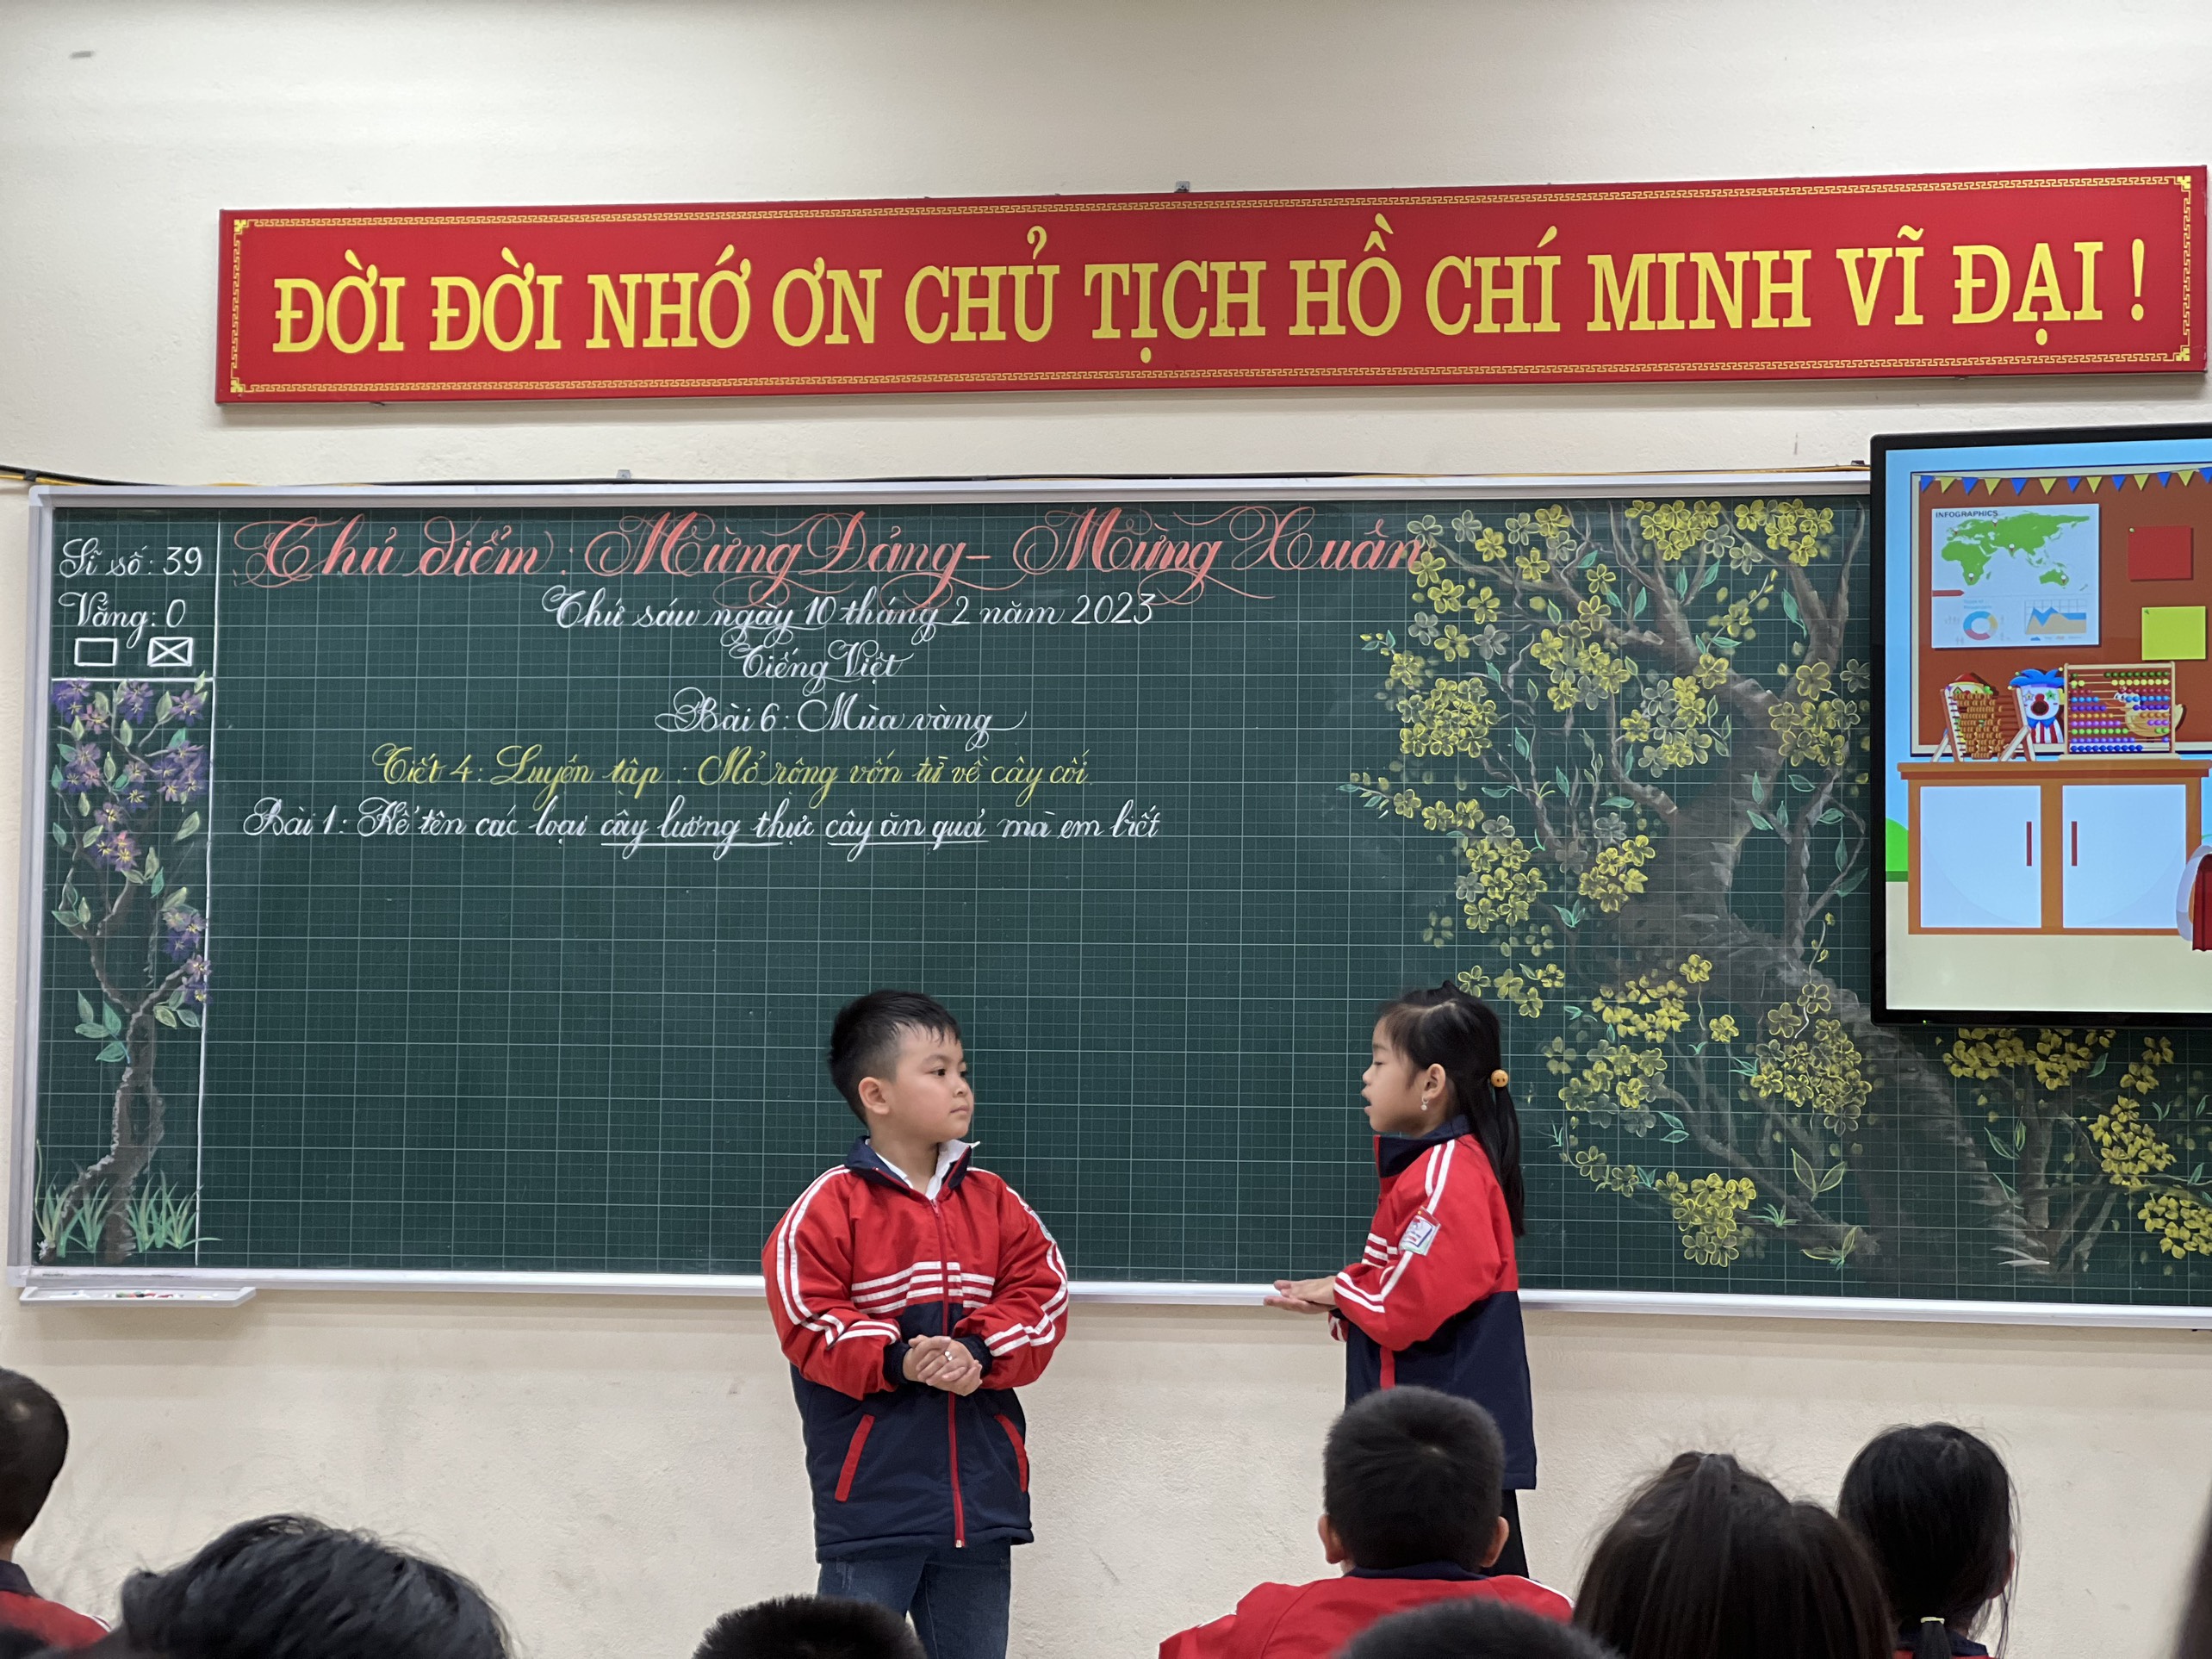 ĐỜI ĐỜI NHỚ ƠN CHỦ TỊCH HỒ CHÍ MINH VĨ ĐẠI !
Sĩ số: 39
Vắng: 0
Chủ điểm: Mừng Đảng - Mừng Xuân
Thứ sáu ngày 10 tháng 2 năm 2023
Tiếng Việt
Bài 6: Mùa vàng
Tiết 4: Luyện tập: Mở rộng vốn từ về cây cối
Bài 1: Kể tên các loại cây lương thực cây ăn quả mà em biết
INFOGRAPHICS